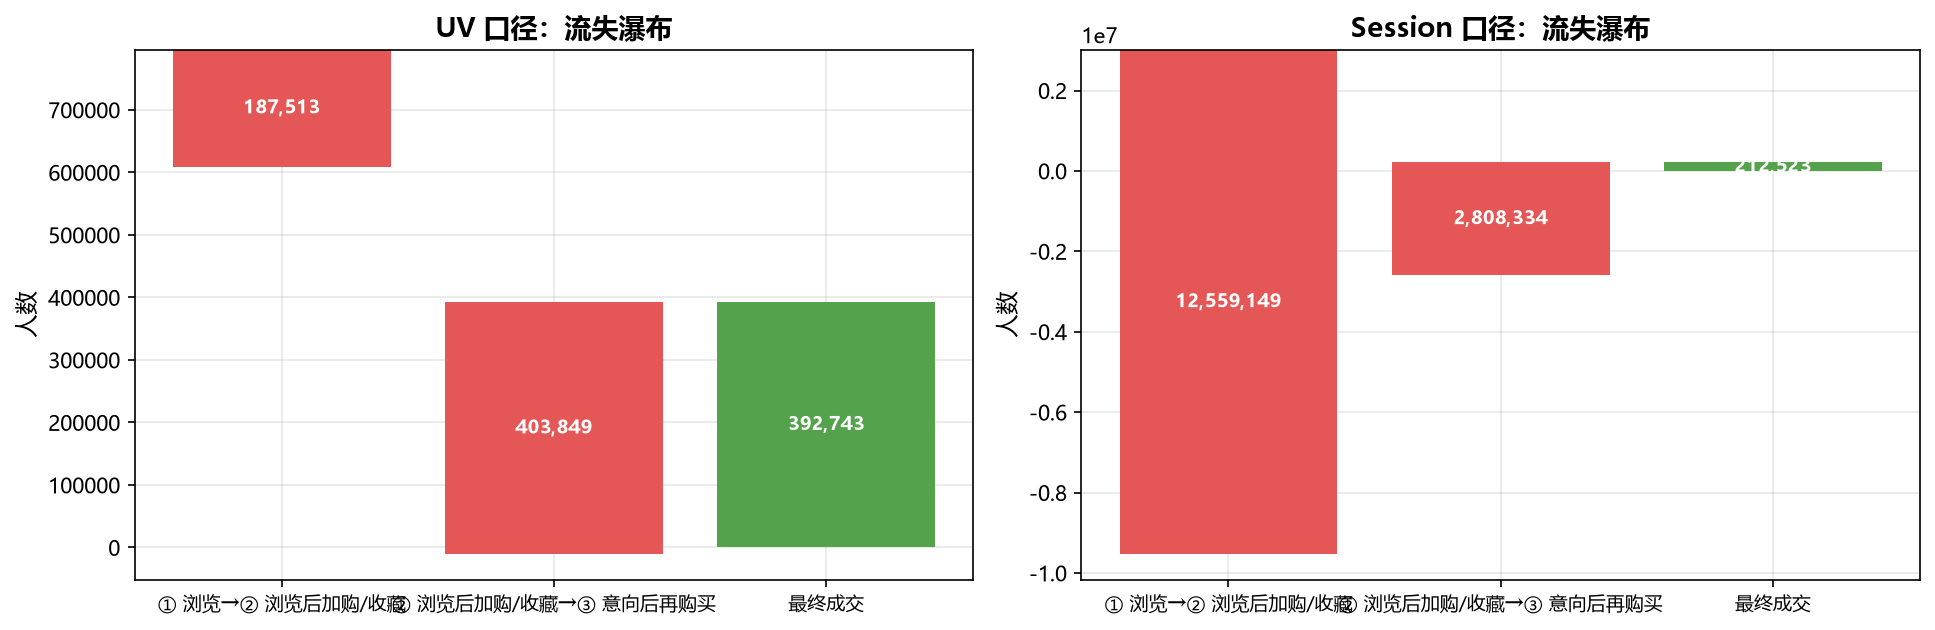 UV 口径：流失瀑布
700000
600000
500000
400000
300000
200000
100000
0
人数
187,513
403,849
392,743
① 浏览→② 浏览后加购/收藏
② 浏览后加购/收藏→③ 意向后再购买
最终成交
Session 口径：流失瀑布
1e7
0.2
0.0
-0.2
-0.4
-0.6
-0.8
-1.0
人数
12,559,149
2,808,334
212,523
① 浏览→② 浏览后加购/收藏
② 浏览后加购/收藏→③ 意向后再购买
最终成交